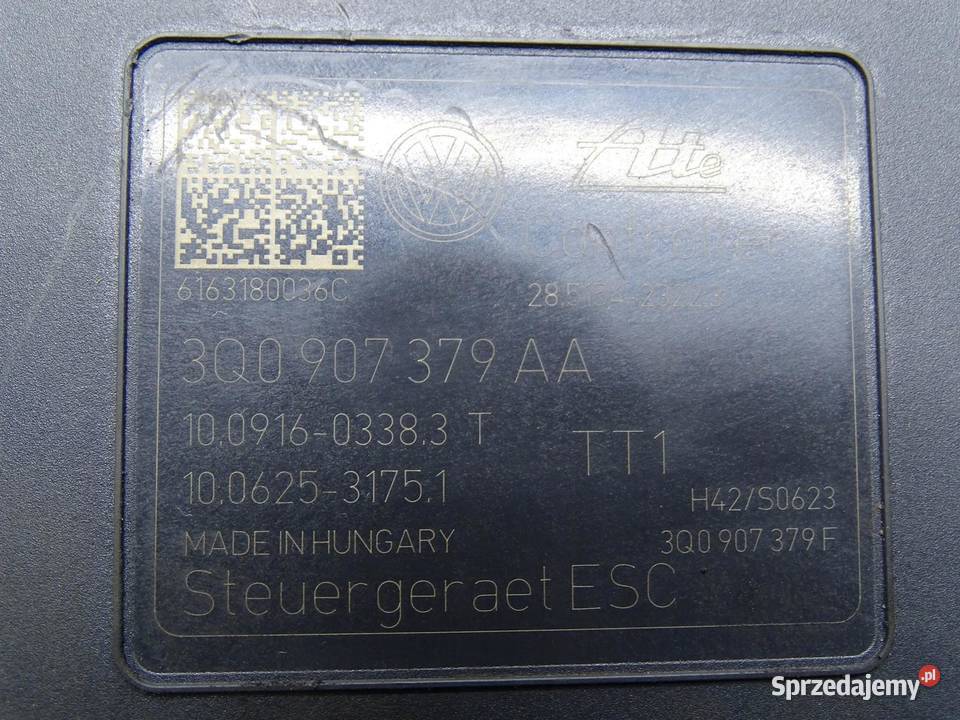 Ate
6163180036C
3Q0 907 379 AA
10.0916-0338.3 T
TT1
10.0625-3175.1
H42/S0623
MADE IN HUNGARY
3Q0 907 379 F
Steuergeraet ESC
Sprzedajemy.pl